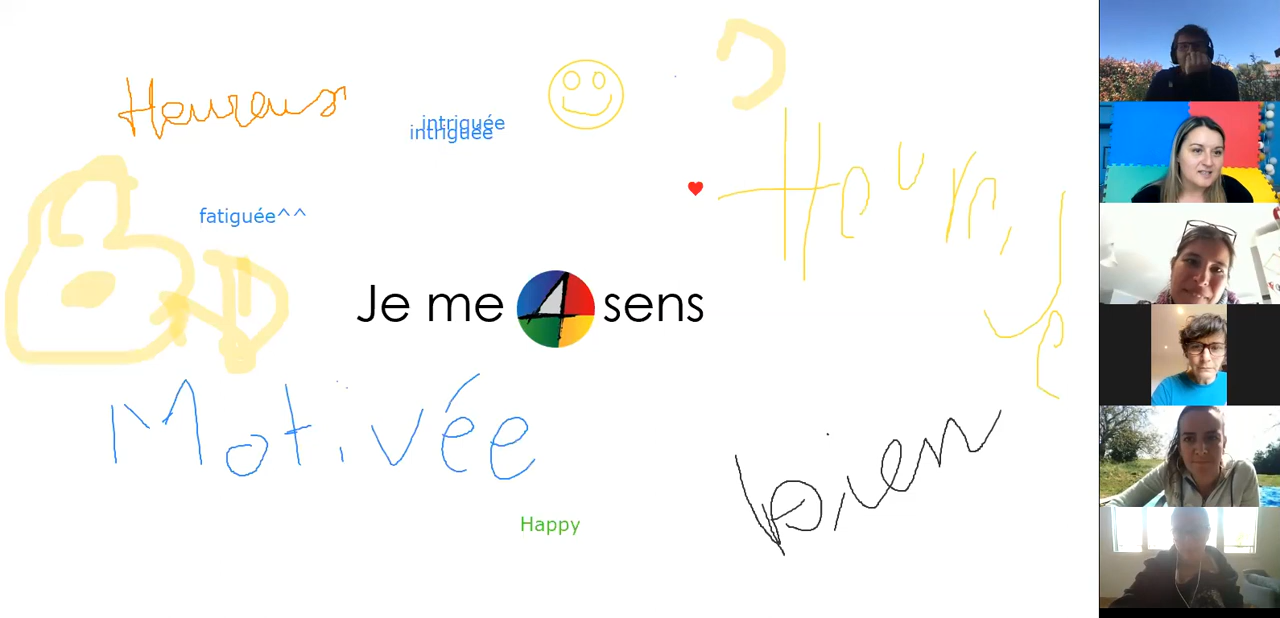 Heureux
intriguée
intriguée
fatiguée^^
Je me 4 sens
Motivée
bien
Happy